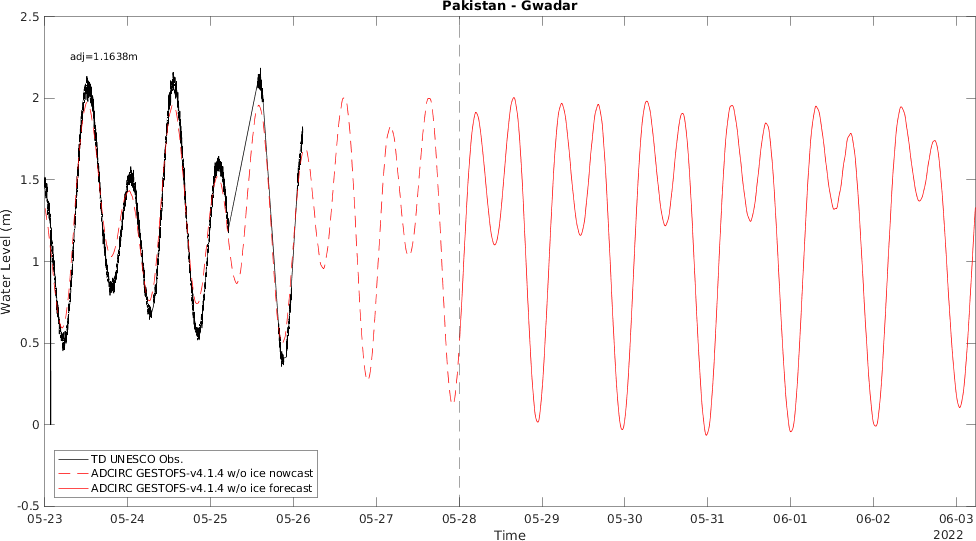 Pakistan - Gwadar
2.5
2
1.5
1
0.5
0
-0.5
Water Level (m)
adj=1.1638m
TD UNESCO Obs.
ADCIRC GESTOFS-v4.1.4 w/o ice nowcast
ADCIRC GESTOFS-v4.1.4 w/o ice forecast
05-23 05-24 05-25 05-26 05-27 05-28 05-29 05-30 05-31 06-01 06-02 06-03
Time
2022